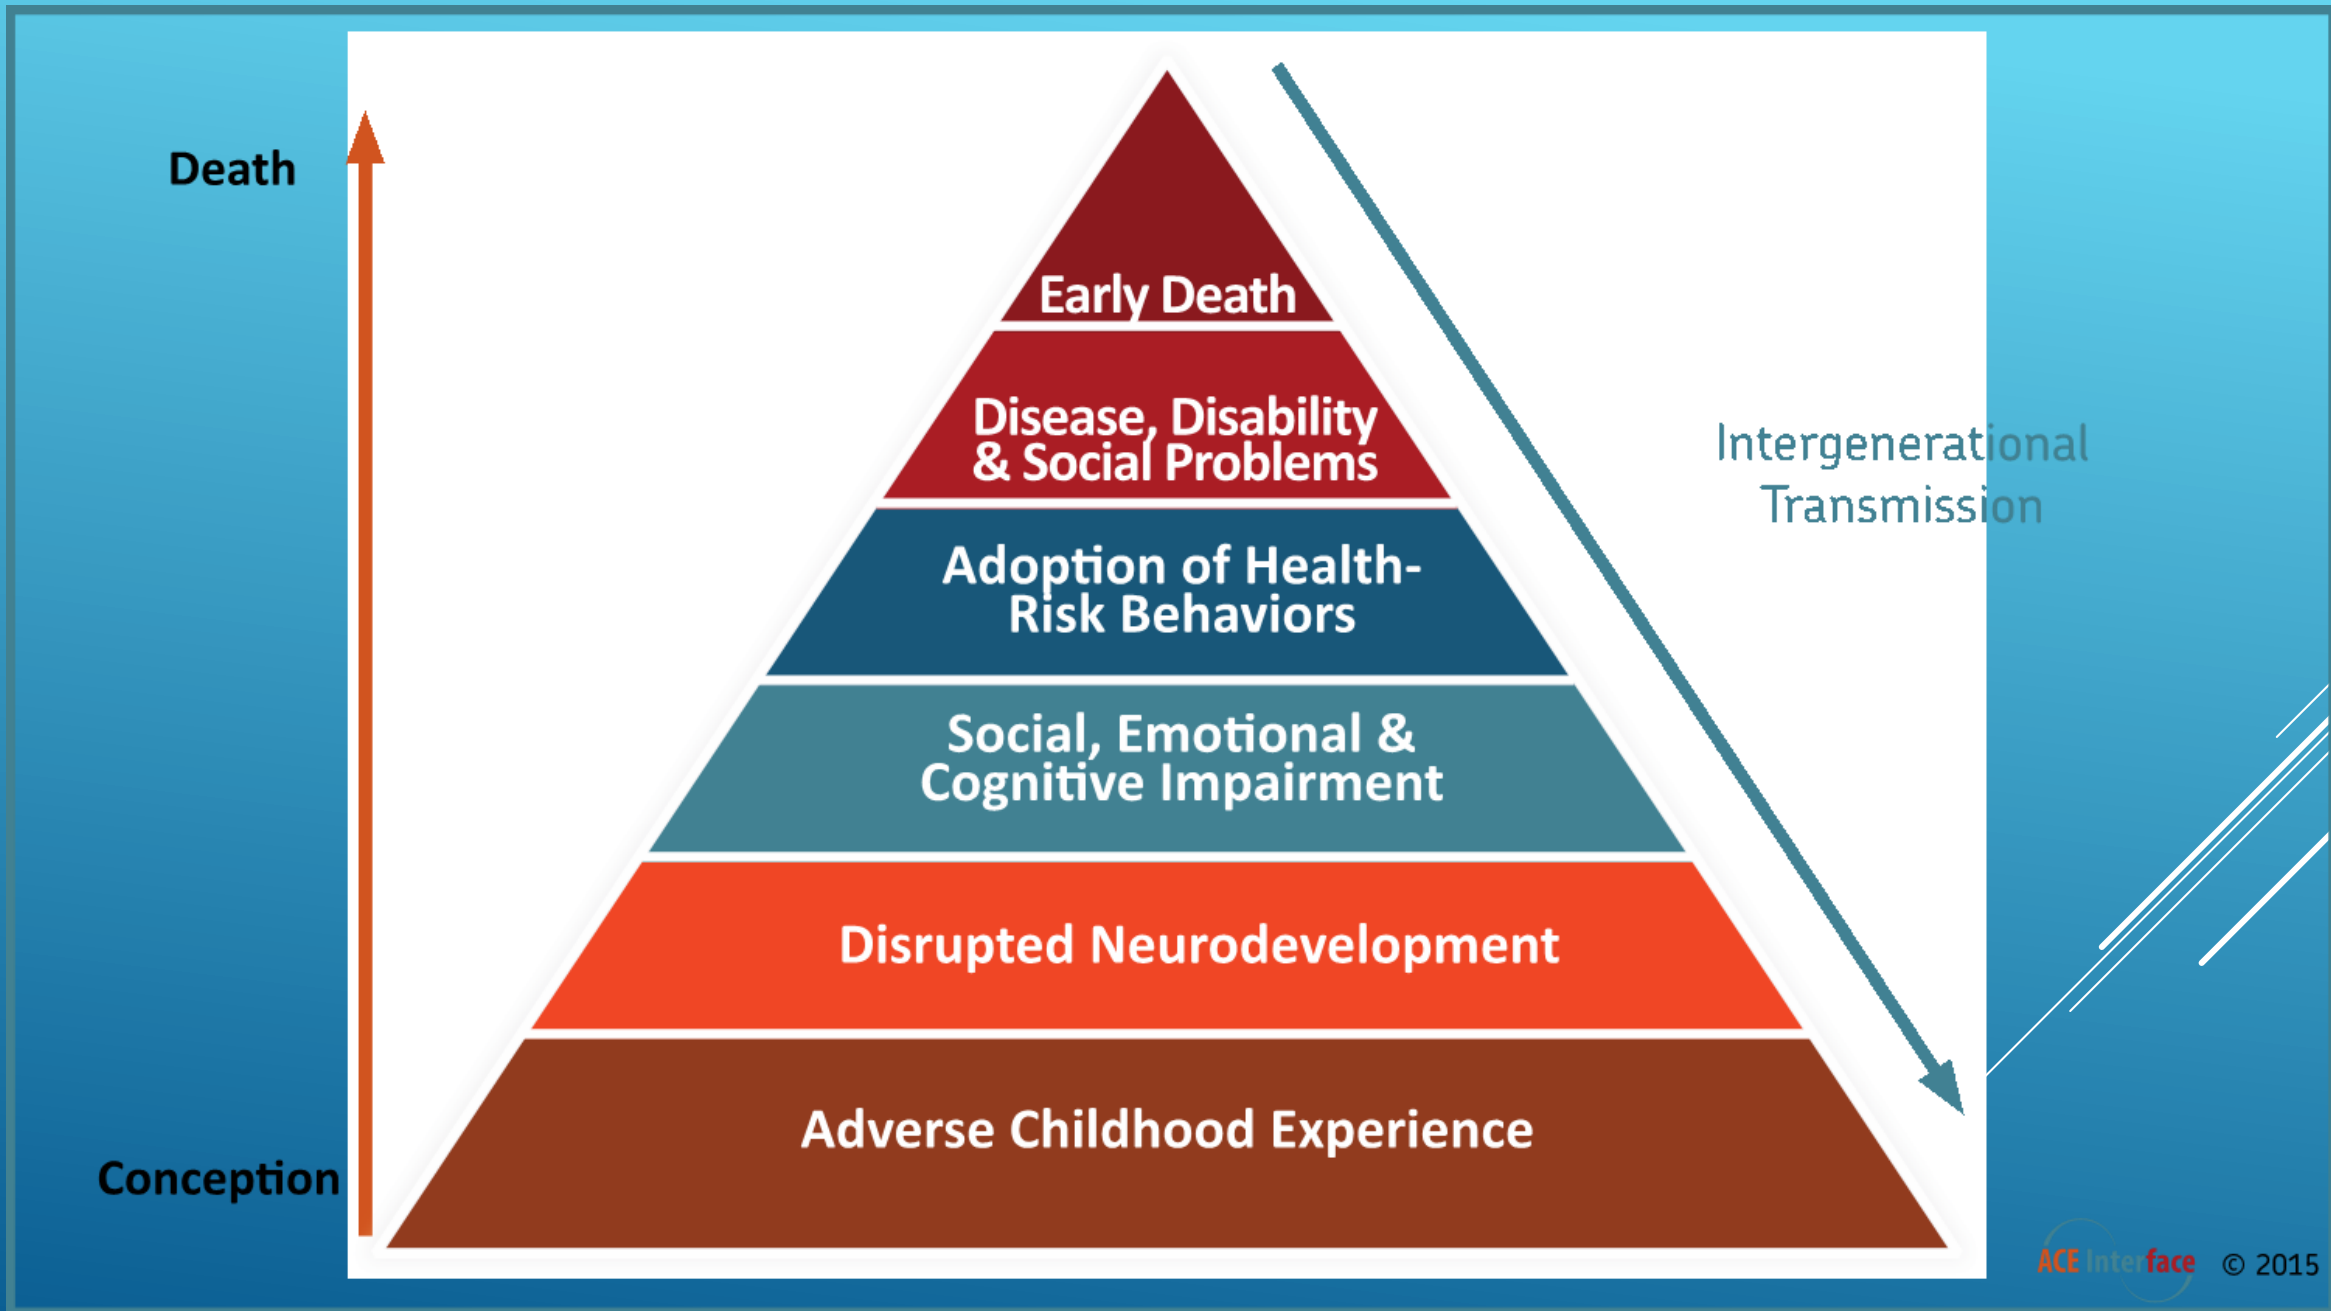 Death
Early Death
Disease, Disability
& Social Problems
Intergenerational
Transmission
Adoption of Health-
Risk Behaviors
Social, Emotional &
Cognitive Impairment
Disrupted Neurodevelopment
Adverse Childhood Experience
Conception
ACE Interface © 2015